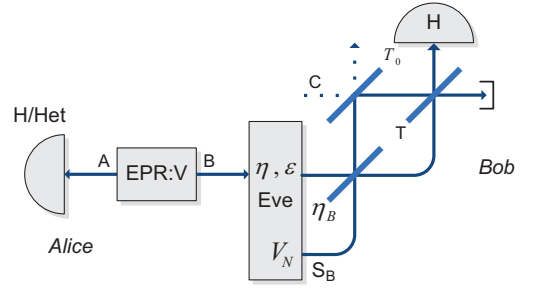 H
T₀
C
H/Het
A
EPR:V
B
η , ε
Eve
T
Bob
η_B
Alice
V_N
S_B